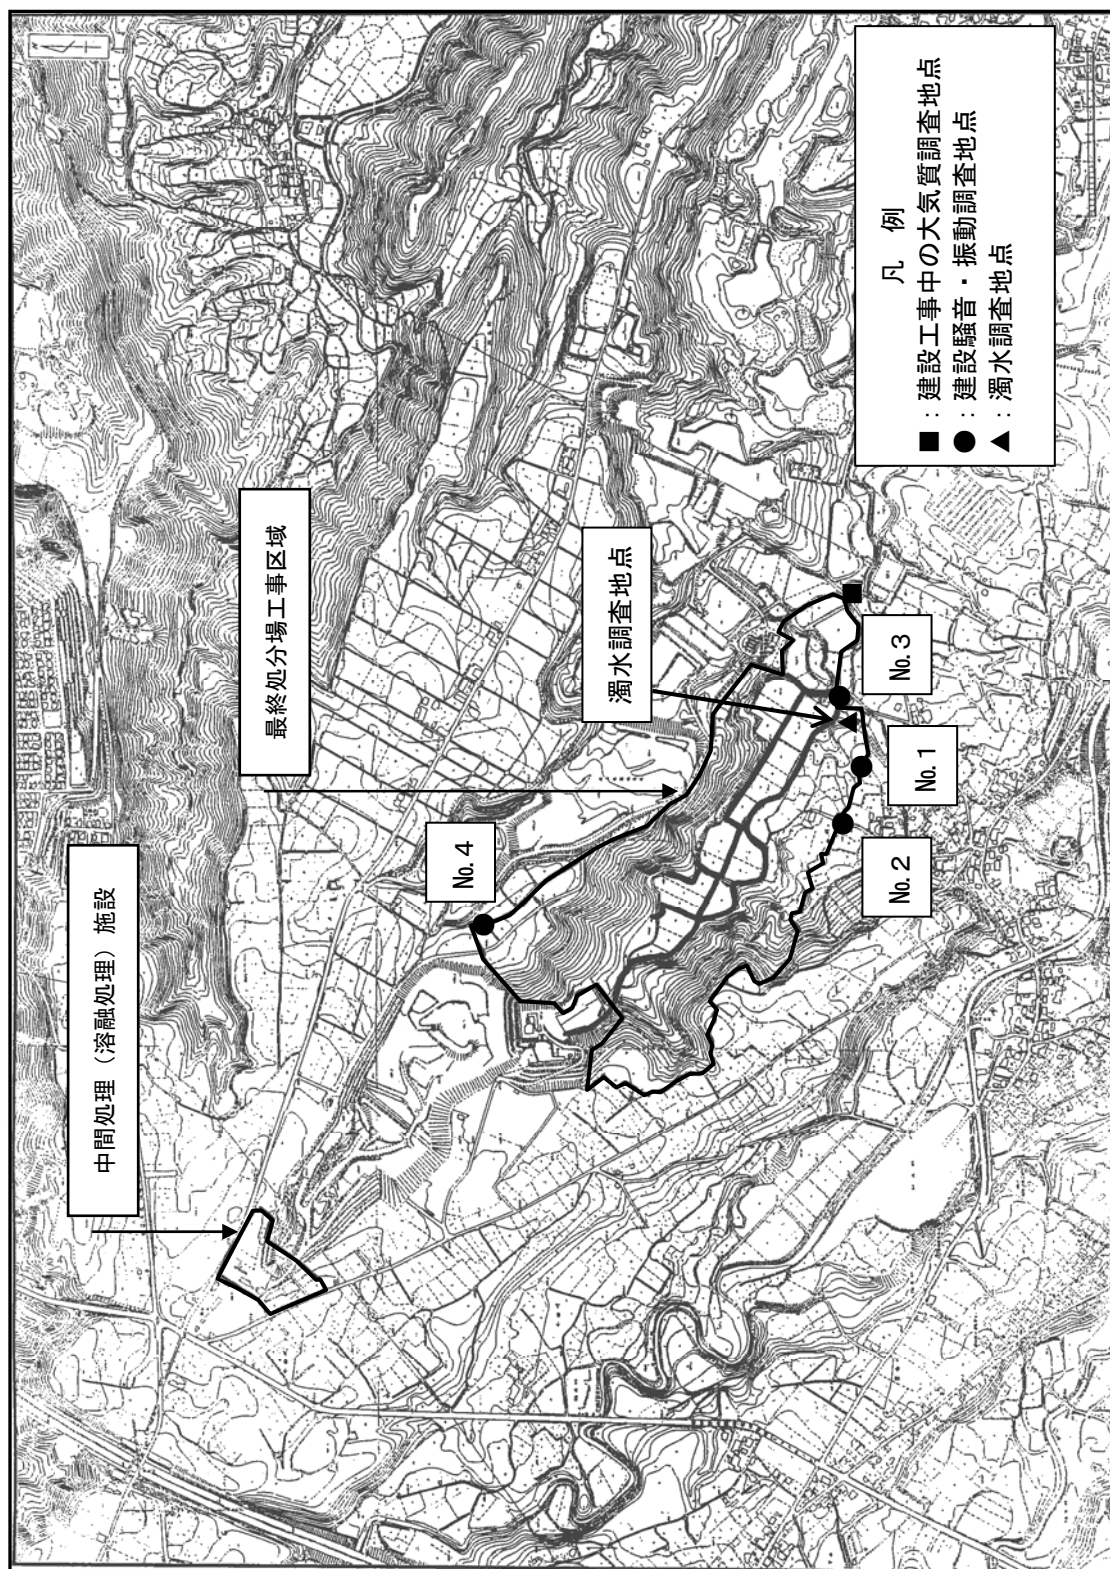 中間処理（溶融処理）施設
最終処分場工事区域
濁水調査地点
No.4
No.2
No.1
No.3
凡　例
■：建設工事中の大気質調査地点
●：建設騒音・振動調査地点
▲：濁水調査地点